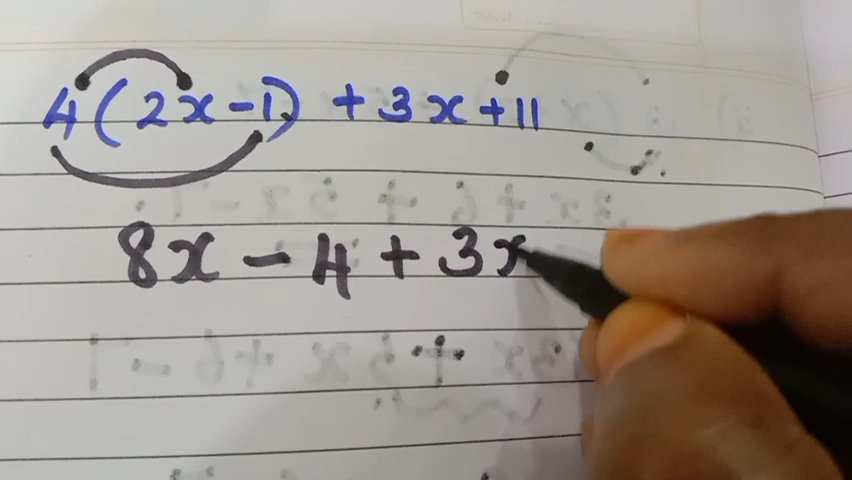 4(2x-1) + 3x+11
8x - 4 + 3x